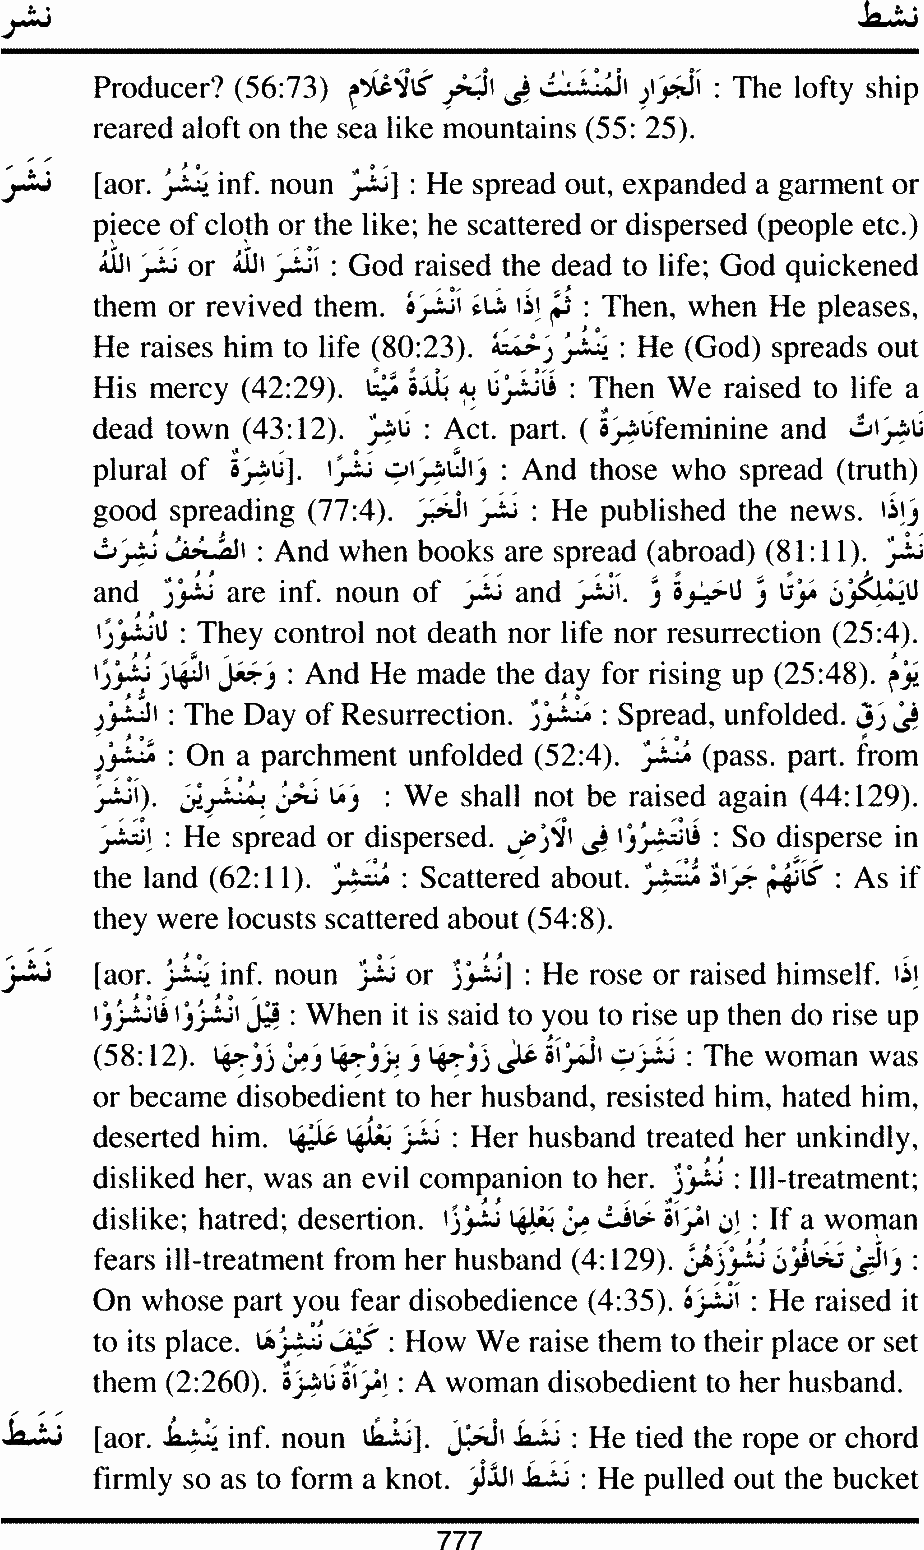 نشر نشط
Producer? (56:73) اَلْجَوَارِ الْمُنْشَئٰتُ فِی الْبَحْرِ كَالْاَعْلَامِ : The lofty ship
reared aloft on the sea like mountains (55: 25).
نَشَرَ [aor. يَنْشُرُ inf. noun نَشْرٌ] : He spread out, expanded a garment or
piece of cloth or the like; he scattered or dispersed (people etc.)
نَشَرَ اللّٰهُ or اَنْشَرَ اللّٰهُ : God raised the dead to life; God quickened
them or revived them. ثُمَّ اِذَا شَاءَ اَنْشَرَهٗ : Then, when He pleases,
He raises him to life (80:23). يَنْشُرُ رَحْمَتَهٗ : He (God) spreads out
His mercy (42:29). فَاَنْشَرْنَا بِهٖ بَلْدَةً مَّيْتًا : Then We raised to life a
dead town (43:12). نَاشِرٌ : Act. part. ( نَاشِرَةٌfeminine and نَاشِرَاتٌ
plural of نَاشِرَةٌ]. وَالنَّاشِرَاتِ نَشْرًا : And those who spread (truth)
good spreading (77:4). نَشَرَ الْخَبَرَ : He published the news. وَاِذَا
الصُّحُفُ نُشِرَتْ : And when books are spread (abroad) (81:11). نَشْرٌ
and نُشُوْرٌ are inf. noun of نَشَرَ and اَنْشَرَ. لَايَمْلِكُوْنَ مَوْتًا وَّ لَاحَيٰوةً وَّ
لَانُشُوْرًا : They control not death nor life nor resurrection (25:4).
وَجَعَلَ النَّهَارَ نُشُوْرًا : And He made the day for rising up (25:48). يَوْمُ
النُّشُوْرِ : The Day of Resurrection. مَنْشُوْرٌ : Spread, unfolded. فِیْ رَقٍّ
مَّنْشُوْرٍ : On a parchment unfolded (52:4). مُنْشَرٌ (pass. part. from
اَنْشَرَ). وَمَا نَحْنُ بِمُنْشَرِيْنَ : We shall not be raised again (44:129).
اِنْتَشَرَ : He spread or dispersed. فَانْتَشِرُوْا فِی الْاَرْضِ : So disperse in
the land (62:11). مُنْتَشِرٌ : Scattered about. كَاَنَّهُمْ جَرَادٌ مُنْتَشِرٌ : As if
they were locusts scattered about (54:8).
نَشَزَ [aor. يَنْشُزُ inf. noun نَشْزٌ or نُشُوْزٌ] : He rose or raised himself. اِذَا
قِيْلَ انْشُزُوْا فَانْشُزُوْا : When it is said to you to rise up then do rise up
(58:12). نَشَزَتِ الْمَرْاَةُ عَلٰی زَوْجِهَا وَ بِزَوْجِهَا وَمِنْ زَوْجِهَا : The woman was
or became disobedient to her husband, resisted him, hated him,
deserted him. نَشَزَ بَعْلُهَا عَلَيْهَا : Her husband treated her unkindly,
disliked her, was an evil companion to her. نُشُوْزٌ : Ill-treatment;
dislike; hatred; desertion. اِنِ امْرَاَةٌ خَافَتْ مِنْ بَعْلِهَا نُشُوْزًا : If a woman
fears ill-treatment from her husband (4:129). وَالّٰتِیْ تَخَافُوْنَ نُشُوْزَهُنَّ :
On whose part you fear disobedience (4:35). اَنْشَزَهٗ : He raised it
to its place. كَيْفَ نُنْشِزُهَا : How We raise them to their place or set
them (2:260). اِمْرَاَةٌ نَاشِزَةٌ : A woman disobedient to her husband.
نَشَطَ [aor. يَنْشِطُ inf. noun نَشْطًا]. نَشَطَ الْحَبْلَ : He tied the rope or chord
firmly so as to form a knot. نَشَطَ الدَّلْوَ : He pulled out the bucket
777